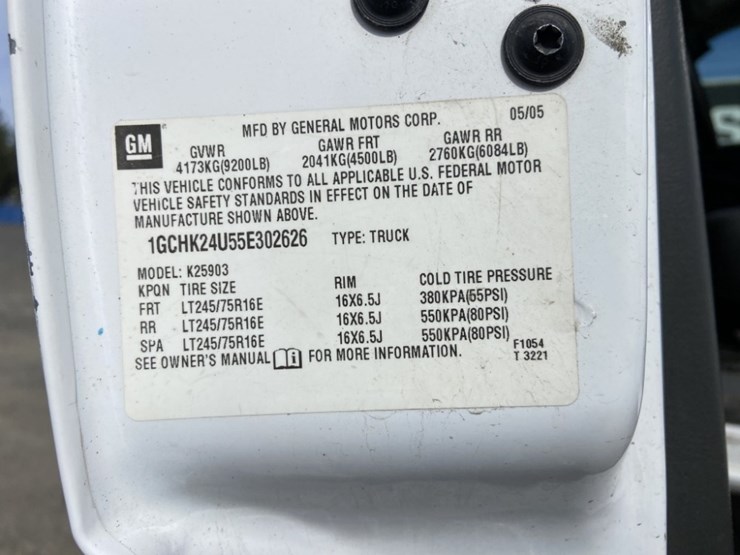 GM
MFD BY GENERAL MOTORS CORP. 05/05
GVWR GAWR FRT GAWR RR
4173KG(9200LB) 2041KG(4500LB) 2760KG(6084LB)
THIS VEHICLE CONFORMS TO ALL APPLICABLE U.S. FEDERAL MOTOR
VEHICLE SAFETY STANDARDS IN EFFECT ON THE DATE OF
MANUFACTURE SHOWN ABOVE.
1GCHK24U55E302626 TYPE: TRUCK
MODEL: K25903
KPQN TIRE SIZE RIM COLD TIRE PRESSURE
FRT LT245/75R16E 16X6.5J 380KPA(55PSI)
RR LT245/75R16E 16X6.5J 550KPA(80PSI)
SPA LT245/75R16E 16X6.5J 550KPA(80PSI)
SEE OWNER'S MANUAL FOR MORE INFORMATION.
F1054
T 3221
S